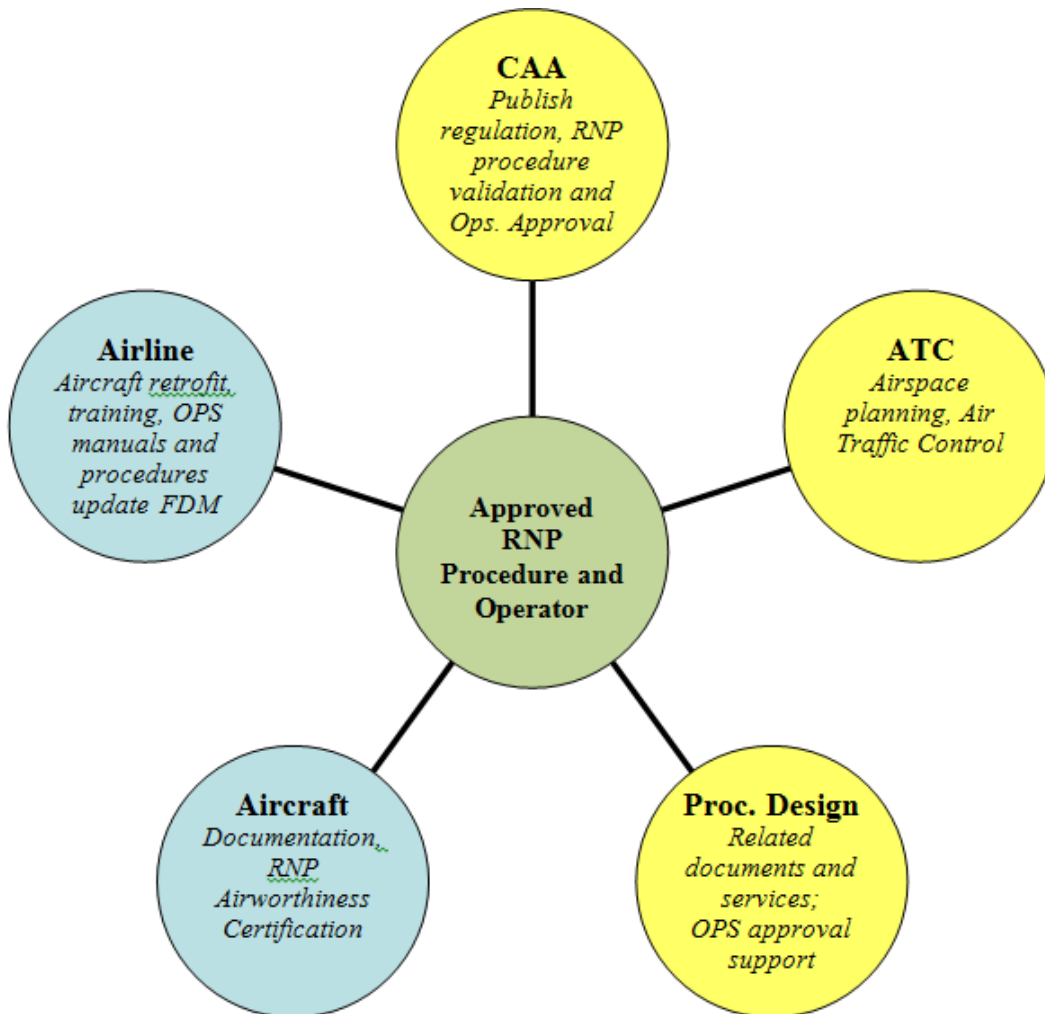 CAA
Publish
regulation, RNP
procedure
validation and
Ops. Approval
Airline
Aircraft retrofit,
training, OPS
manuals and
procedures
update FDM
ATC
Airspace
planning, Air
Traffic Control
Approved
RNP
Procedure and
Operator
Aircraft
Documentation,
RNP
Airworthiness
Certification
Proc. Design
Related
documents and
services;
OPS approval
support